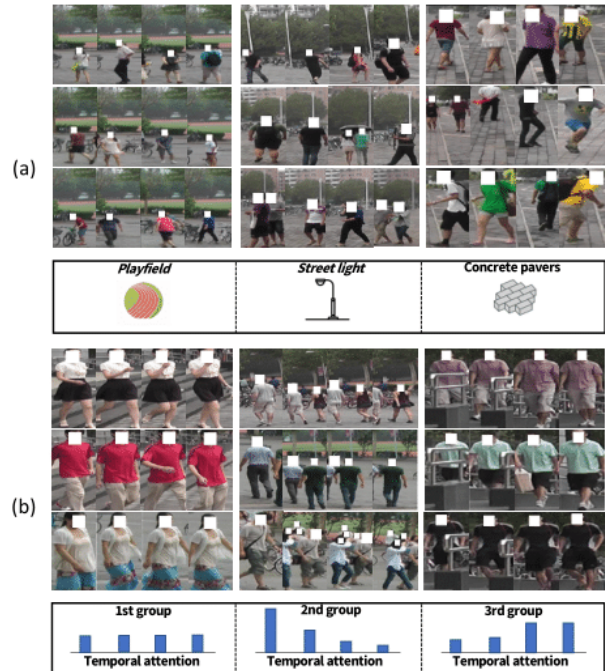 (a)
Playfield
Street light
Concrete pavers
(b)
1st group
2nd group
3rd group
Temporal attention
Temporal attention
Temporal attention